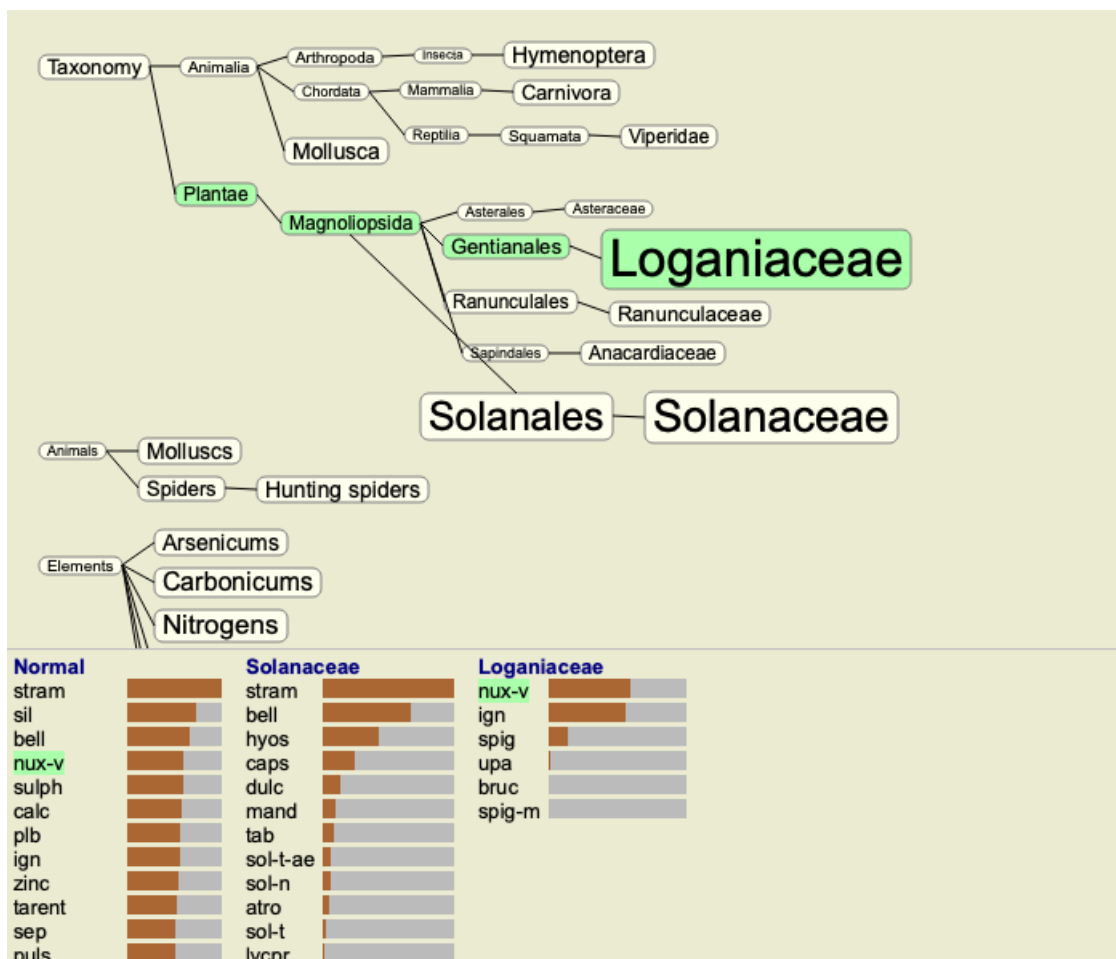 Taxonomy
Animalia
Arthropoda
Insecta
Hymenoptera
Chordata
Mammalia
Carnivora
Reptilia
Squamata
Viperidae
Mollusca
Plantae
Magnoliopsida
Asterales
Asteraceae
Gentianales
Loganiaceae
Ranunculales
Ranunculaceae
Sapindales
Anacardiaceae
Solanales
Solanaceae
Animals
Molluscs
Spiders
Hunting spiders
Elements
Arsenicums
Carbonicums
Nitrogens
Normal
stram
sil
bell
nux-v
sulph
calc
plb
ign
zinc
tarent
sep
puls
Solanaceae
stram
bell
hyos
caps
dulc
mand
tab
sol-t-ae
sol-n
atro
sol-t
lycpr
Loganiaceae
nux-v
ign
spig
upa
bruc
spig-m